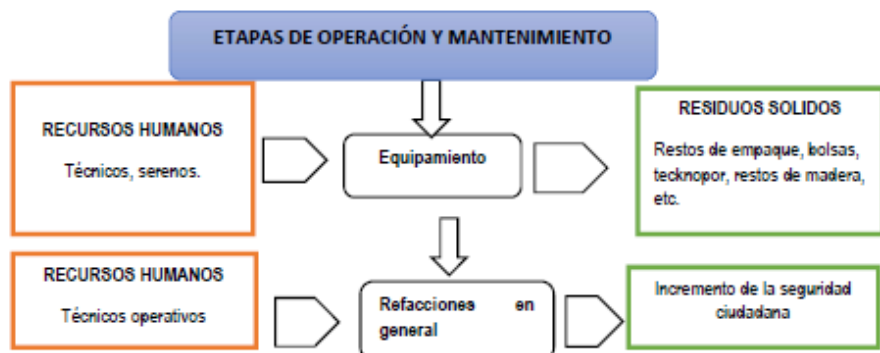 ETAPAS DE OPERACIÓN Y MANTENIMIENTO
RECURSOS HUMANOS
Técnicos, serenos.
Equipamiento
RESIDUOS SOLIDOS
Restos de empaque, bolsas,
tecknopor, restos de madera,
etc.
RECURSOS HUMANOS
Técnicos operativos
Refacciones en
general
Incremento de la seguridad
ciudadana